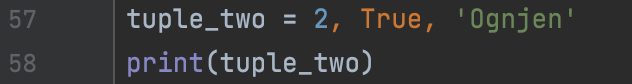 57 tuple_two = 2, True, 'Ognjen'
58 print(tuple_two)